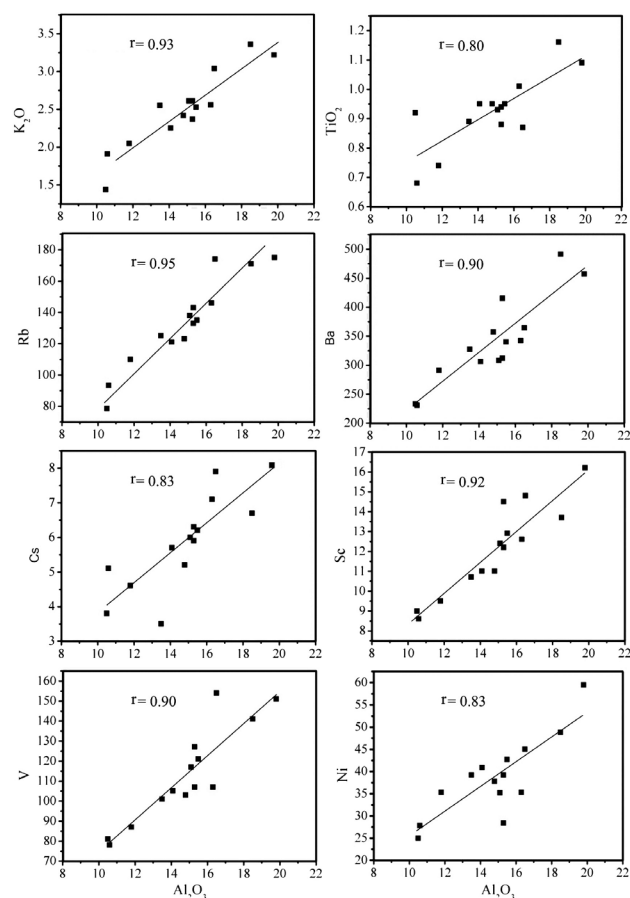 r= 0.93
K2O
3.5
3.0
2.5
2.0
1.5
8 10 12 14 16 18 20 22
r= 0.80
TiO2
1.2
1.1
1.0
0.9
0.8
0.7
0.6
8 10 12 14 16 18 20 22
r= 0.95
Rb
180
160
140
120
100
80
8 10 12 14 16 18 20 22
r= 0.90
Ba
500
450
400
350
300
250
200
8 10 12 14 16 18 20 22
r= 0.83
Cs
8
7
6
5
4
3
8 10 12 14 16 18 20 22
r= 0.92
Sc
17
16
15
14
13
12
11
10
9
8
8 10 12 14 16 18 20 22
r= 0.90
V
160
150
140
130
120
110
100
90
80
70
8 10 12 14 16 18 20 22
Al2O3
r= 0.83
Ni
60
55
50
45
40
35
30
25
20
8 10 12 14 16 18 20 22
Al2O3